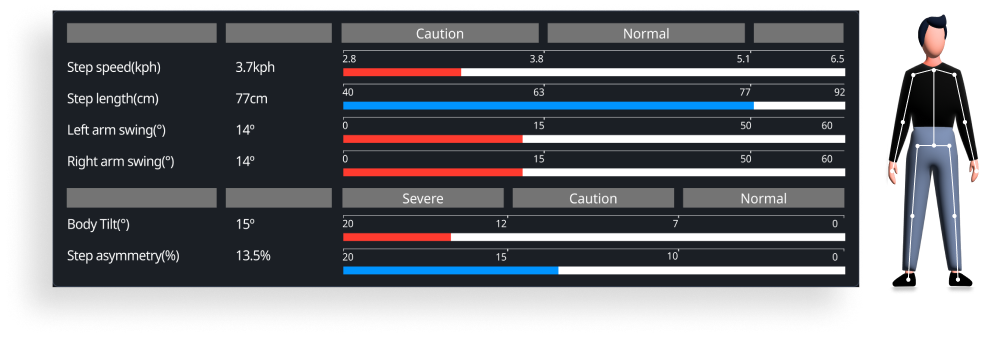 Caution Normal
2.8 3.8 5.1 6.5
Step speed(kph) 3.7kph
40 63 77 92
Step length(cm) 77cm
0 15 50 60
Left arm swing(°) 14º
0 15 50 60
Right arm swing(°) 14º
Severe Caution Normal
20 12 7 0
Body Tilt(°) 15º
20 15 10 0
Step asymmetry(%) 13.5%